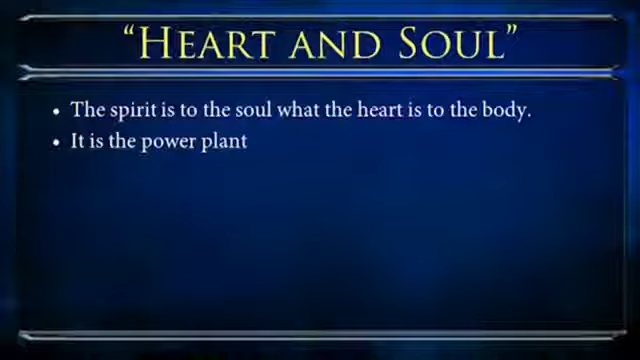 “Heart and Soul”
• The spirit is to the soul what the heart is to the body.
• It is the power plant